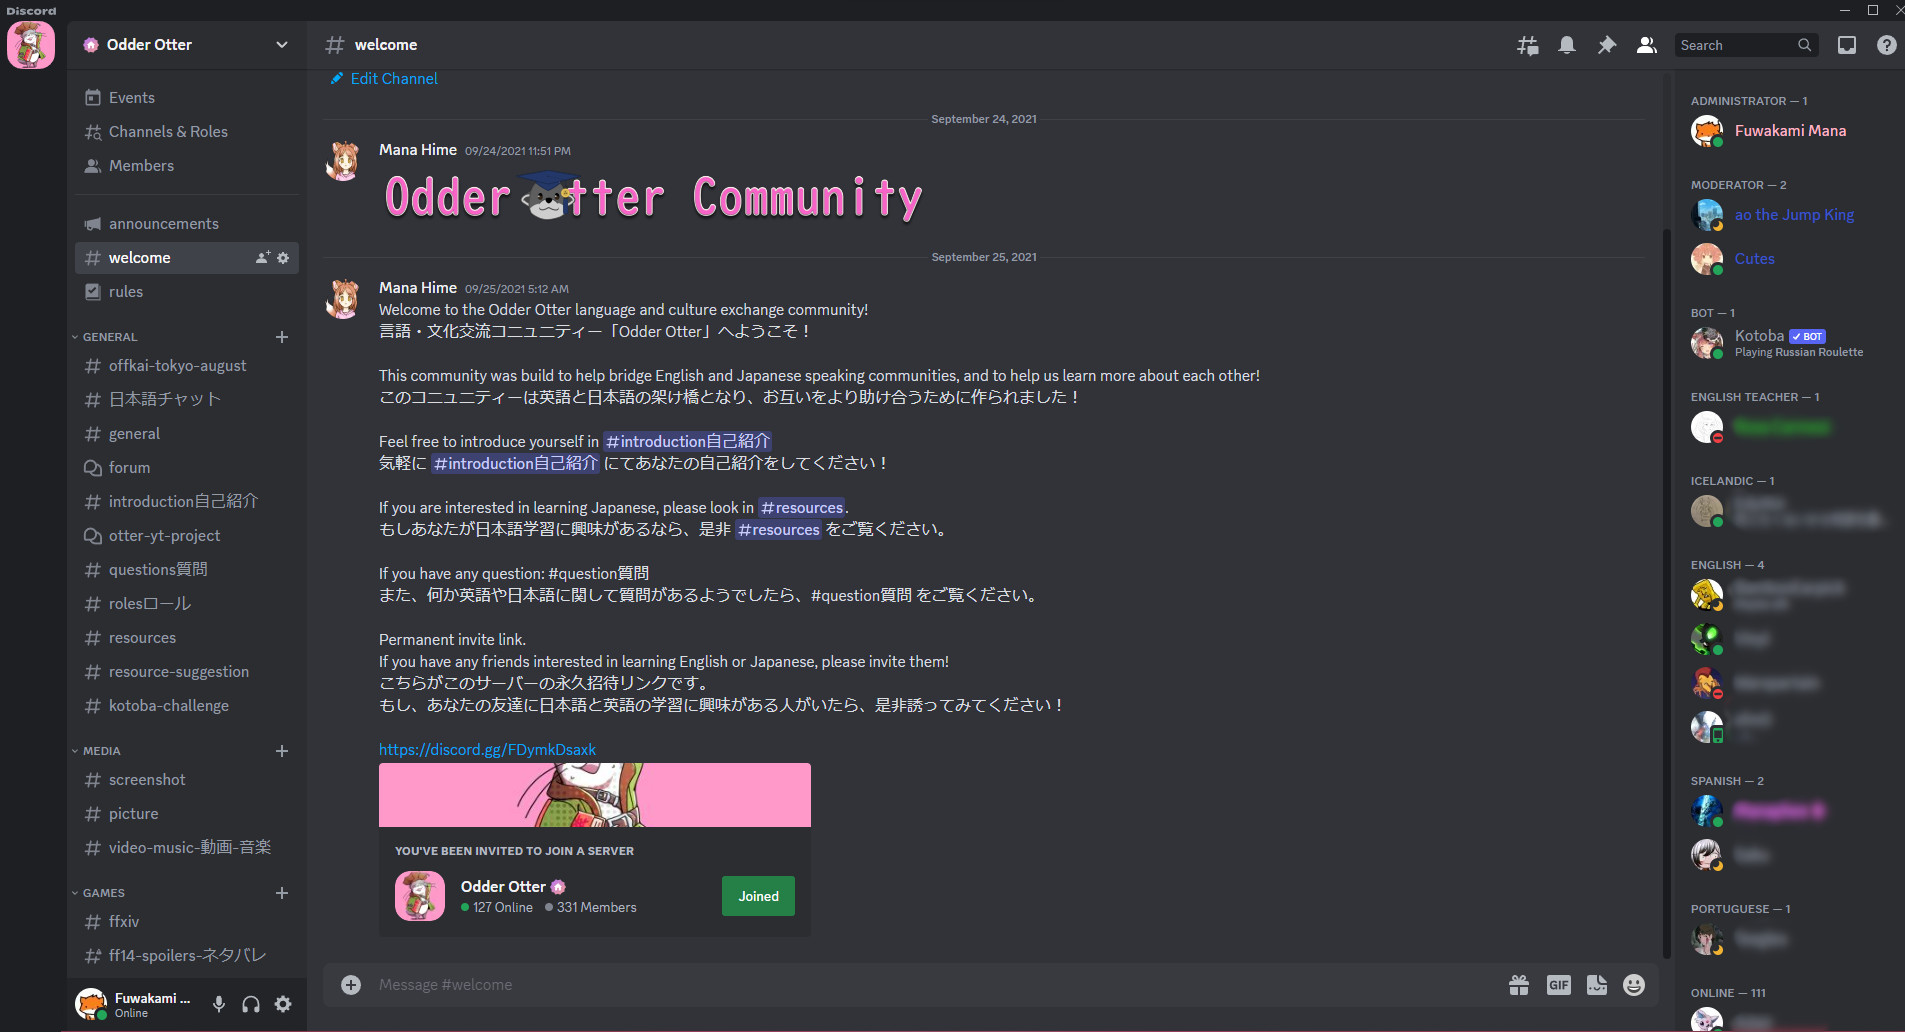 Discord
Odder Otter
Events
Channels & Roles
Members
announcements
welcome
rules
GENERAL
offkai-tokyo-august
日本語チャット
general
forum
introduction自己紹介
otter-yt-project
questions質問
rolesロール
resources
resource-suggestion
kotoba-challenge
MEDIA
screenshot
picture
video-music-動画-音楽
GAMES
ffxiv
ff14-spoilers-ネタバレ
Fuwakami ...
Online
welcome
Search
Edit Channel
September 24, 2021
Mana Hime 09/24/2021 11:51 PM
Odder Otter Community
September 25, 2021
Mana Hime 09/25/2021 5:12 AM
Welcome to the Odder Otter language and culture exchange community!
言語・文化交流コニュニティー「Odder Otter」へようこそ！
This community was build to help bridge English and Japanese speaking communities, and to help us learn more about each other!
このコニュニティーは英語と日本語の架け橋となり、お互いをより助け合うために作られました！
Feel free to introduce yourself in #introduction自己紹介
気軽に #introduction自己紹介 にてあなたの自己紹介をしてください！
If you are interested in learning Japanese, please look in #resources.
もしあなたが日本語学習に興味があるなら、是非 #resources をご覧ください。
If you have any question: #question質問
また、何か英語や日本語に関して質問があるようでしたら、#question質問 をご覧ください。
Permanent invite link.
If you have any friends interested in learning English or Japanese, please invite them!
こちらがこのサーバーの永久招待リンクです。
もし、あなたの友達に日本語と英語の学習に興味がある人がいたら、是非誘ってみてください！
https://discord.gg/FDymkDsaxk
YOU'VE BEEN INVITED TO JOIN A SERVER
Odder Otter
127 Online 331 Members
Joined
Message #welcome
GIF
ADMINISTRATOR — 1
Fuwakami Mana
MODERATOR — 2
ao the Jump King
Cutes
BOT — 1
Kotoba BOT
Playing Russian Roulette
ENGLISH TEACHER — 1
ICELANDIC — 1
ENGLISH — 4
SPANISH — 2
PORTUGUESE — 1
ONLINE — 111